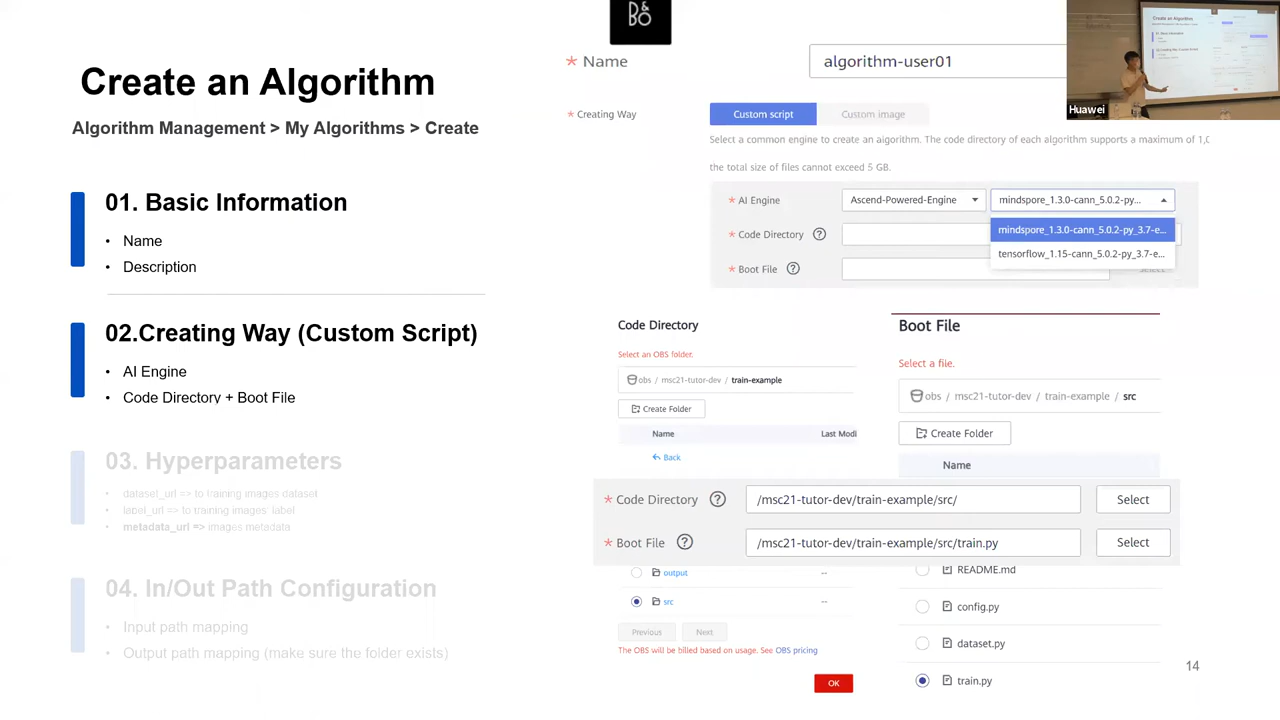 Create an Algorithm
Algorithm Management > My Algorithms > Create
01. Basic Information
• Name
• Description
02.Creating Way (Custom Script)
• AI Engine
• Code Directory + Boot File
03. Hyperparameters
• dataset_url => to training images dataset
• label_url => to training images: label
• metadata_url => images metadata
04. In/Out Path Configuration
• Input path mapping
• Output path mapping (make sure the folder exists)
* Name
algorithm-user01
* Creating Way
Custom script
Custom image
Select a common engine to create an algorithm. The code directory of each algorithm supports a maximum of 1,0
the total size of files cannot exceed 5 GB.
* AI Engine
Ascend-Powered-Engine
mindspore_1.3.0-cann_5.0.2-py...
mindspore_1.3.0-cann_5.0.2-py_3.7-e...
tensorflow_1.15-cann_5.0.2-py_3.7-e...
* Code Directory
* Boot File
Code Directory
Select an OBS folder.
obs / msc21-tutor-dev / train-example
Create Folder
Name
Last Modi
Back
Boot File
Select a file.
obs / msc21-tutor-dev / train-example / src
Create Folder
Name
* Code Directory
/msc21-tutor-dev/train-example/src/
Select
* Boot File
/msc21-tutor-dev/train-example/src/train.py
Select
output
--
src
--
Previous
Next
The OBS will be billed based on usage. See OBS pricing
OK
README.md
config.py
dataset.py
train.py
14
Huawei
Create an Algorithm